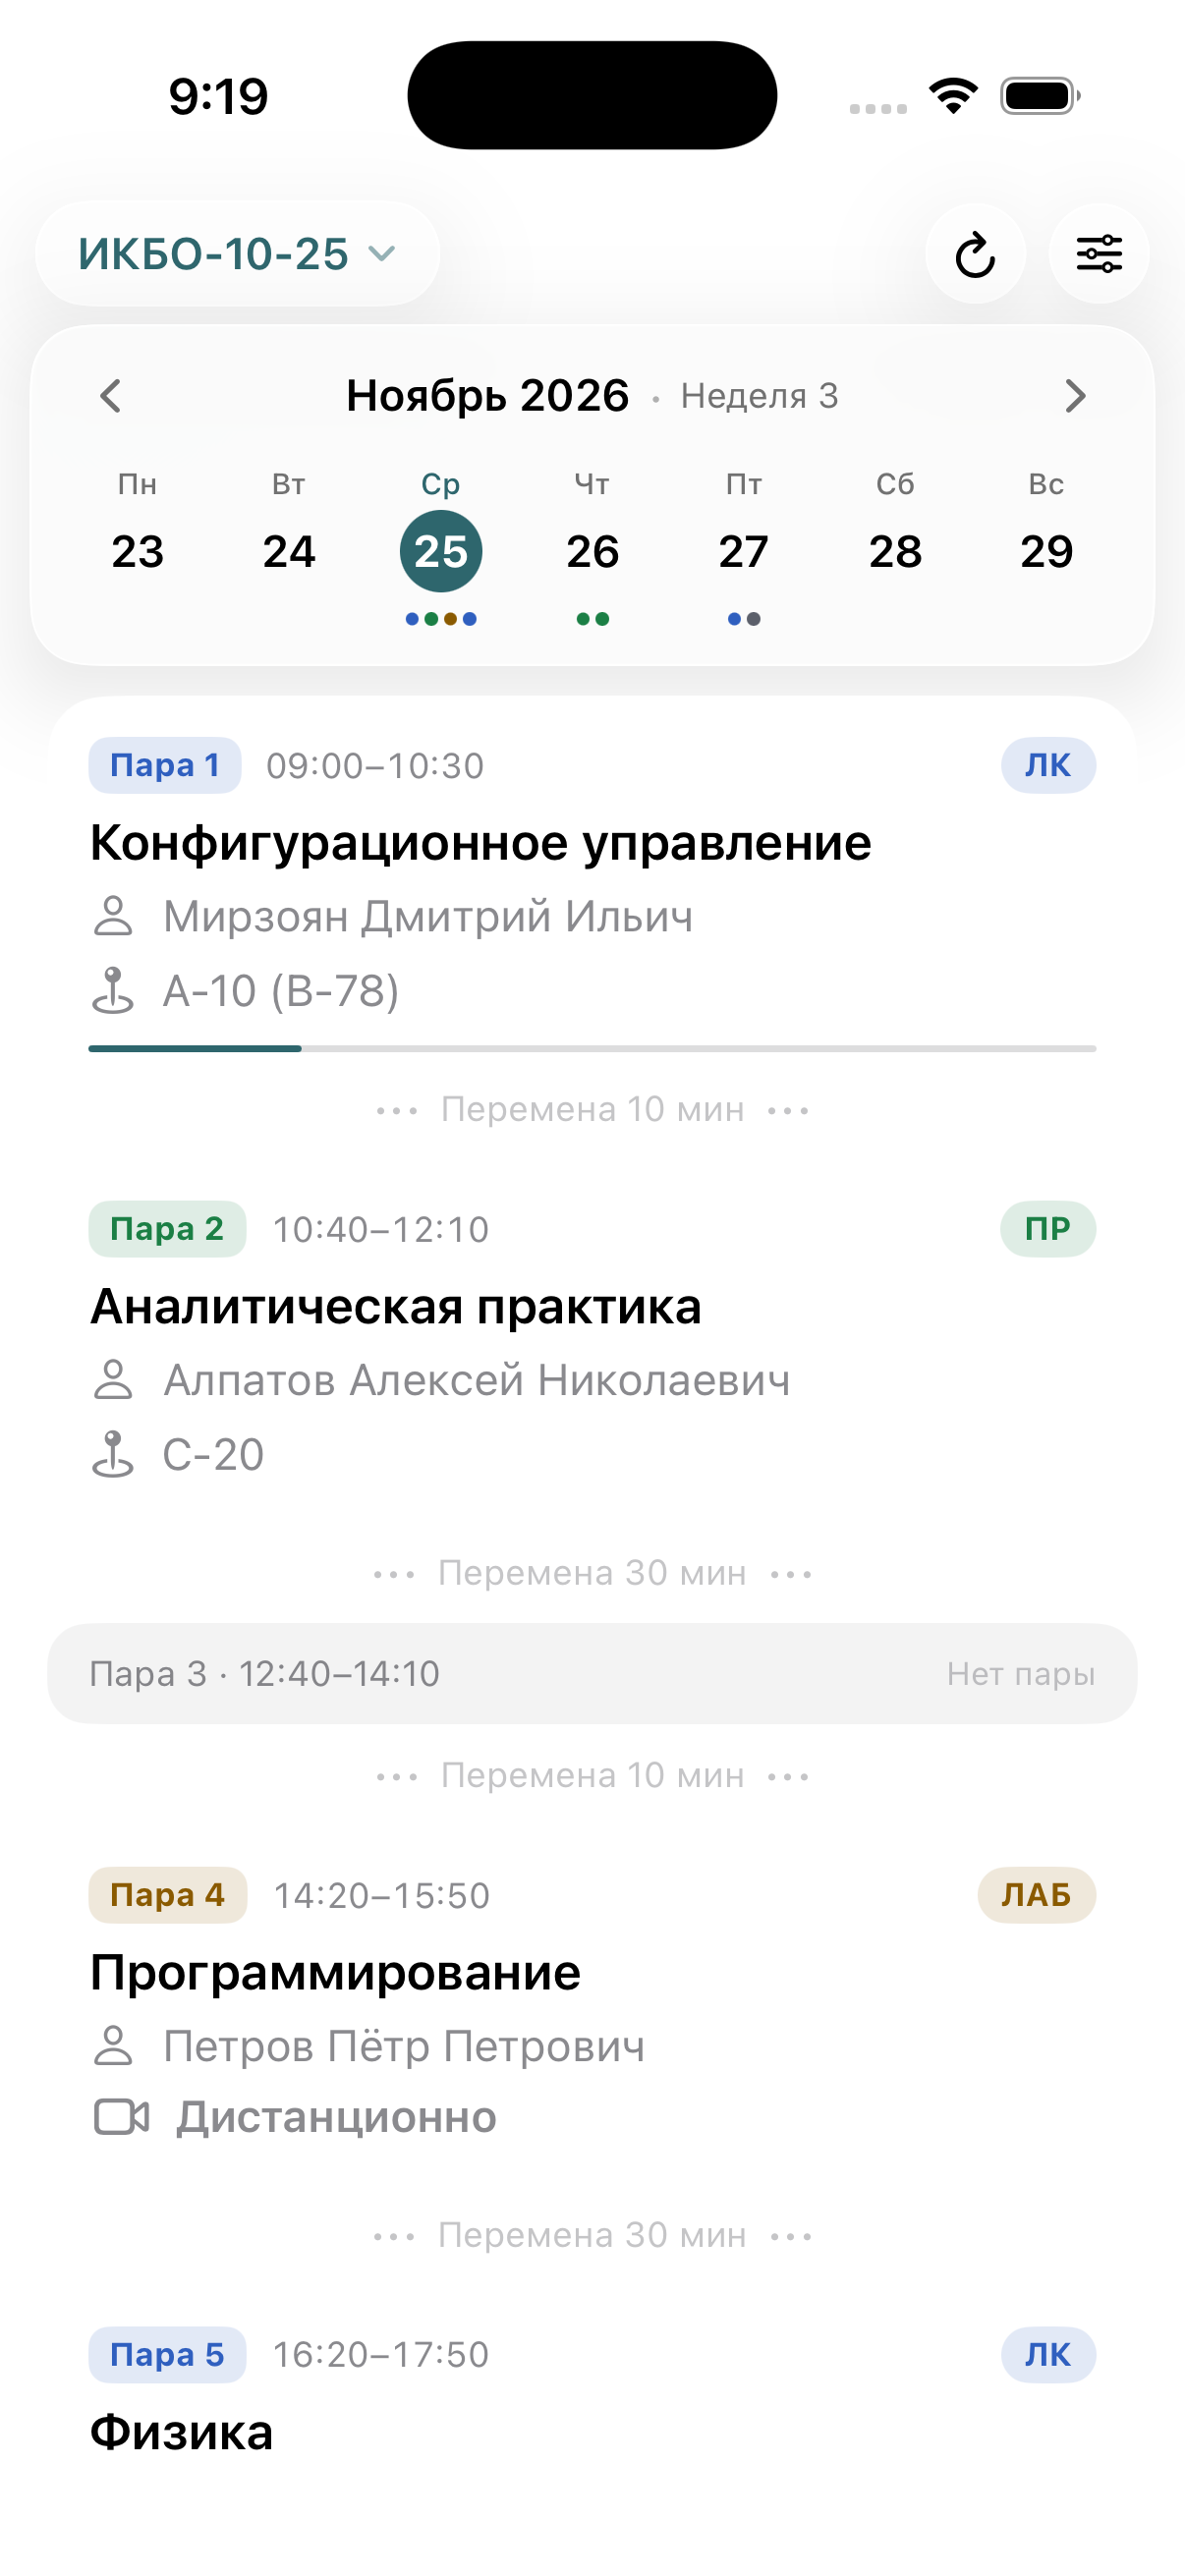 9:19
ИКБО-10-25
Ноябрь 2026 · Неделя 3
Пн Вт Ср Чт Пт Сб Вс
23 24 25 26 27 28 29
Пара 1 09:00–10:30 ЛК
Конфигурационное управление
Мирзоян Дмитрий Ильич
А-10 (В-78)
••• Перемена 10 мин •••
Пара 2 10:40–12:10 ПР
Аналитическая практика
Алпатов Алексей Николаевич
С-20
••• Перемена 30 мин •••
Пара 3 · 12:40–14:10 Нет пары
••• Перемена 10 мин •••
Пара 4 14:20–15:50 ЛАБ
Программирование
Петров Пётр Петрович
Дистанционно
••• Перемена 30 мин •••
Пара 5 16:20–17:50 ЛК
Физика